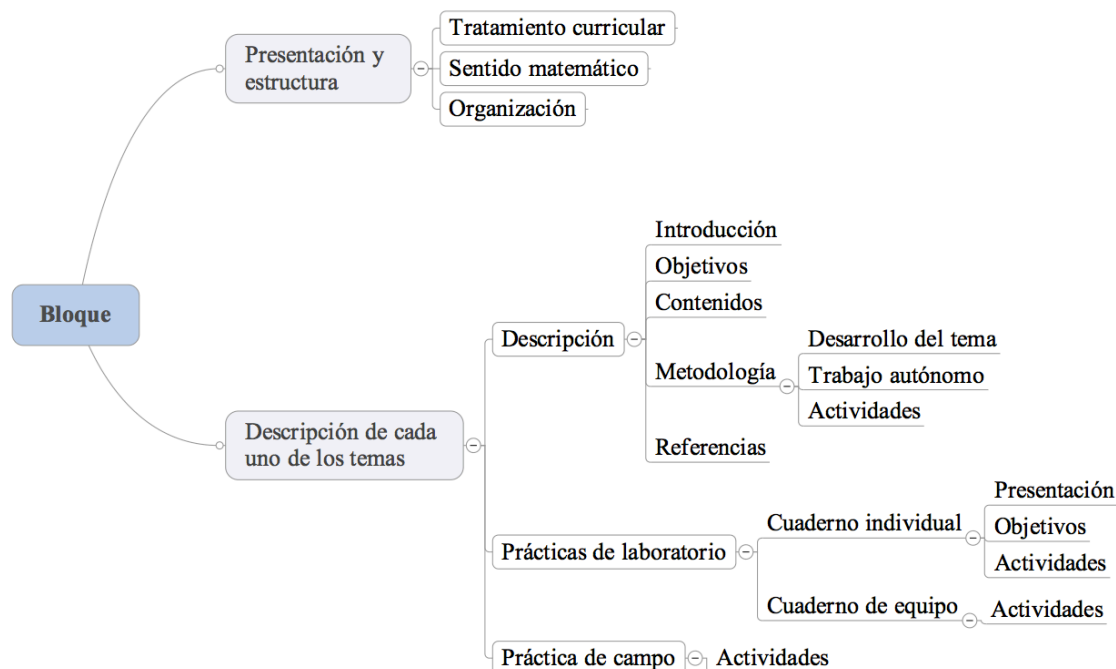 Bloque
Presentación y
estructura
Tratamiento curricular
Sentido matemático
Organización
Descripción de cada
uno de los temas
Descripción
Introducción
Objetivos
Contenidos
Metodología
Desarrollo del tema
Trabajo autónomo
Actividades
Referencias
Prácticas de laboratorio
Cuaderno individual
Presentación
Objetivos
Actividades
Cuaderno de equipo
Actividades
Práctica de campo
Actividades